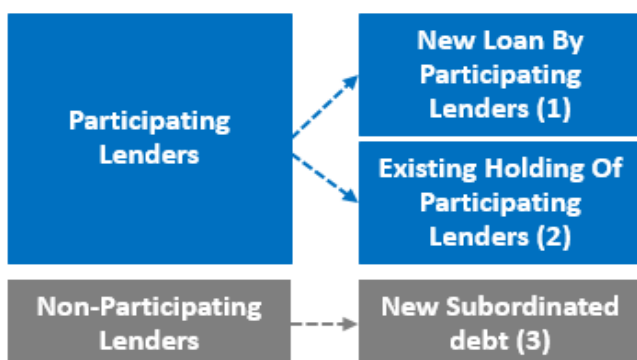 Participating
Lenders
New Loan By
Participating
Lenders (1)
Existing Holding Of
Participating
Lenders (2)
Non-Participating
Lenders
New Subordinated
debt (3)